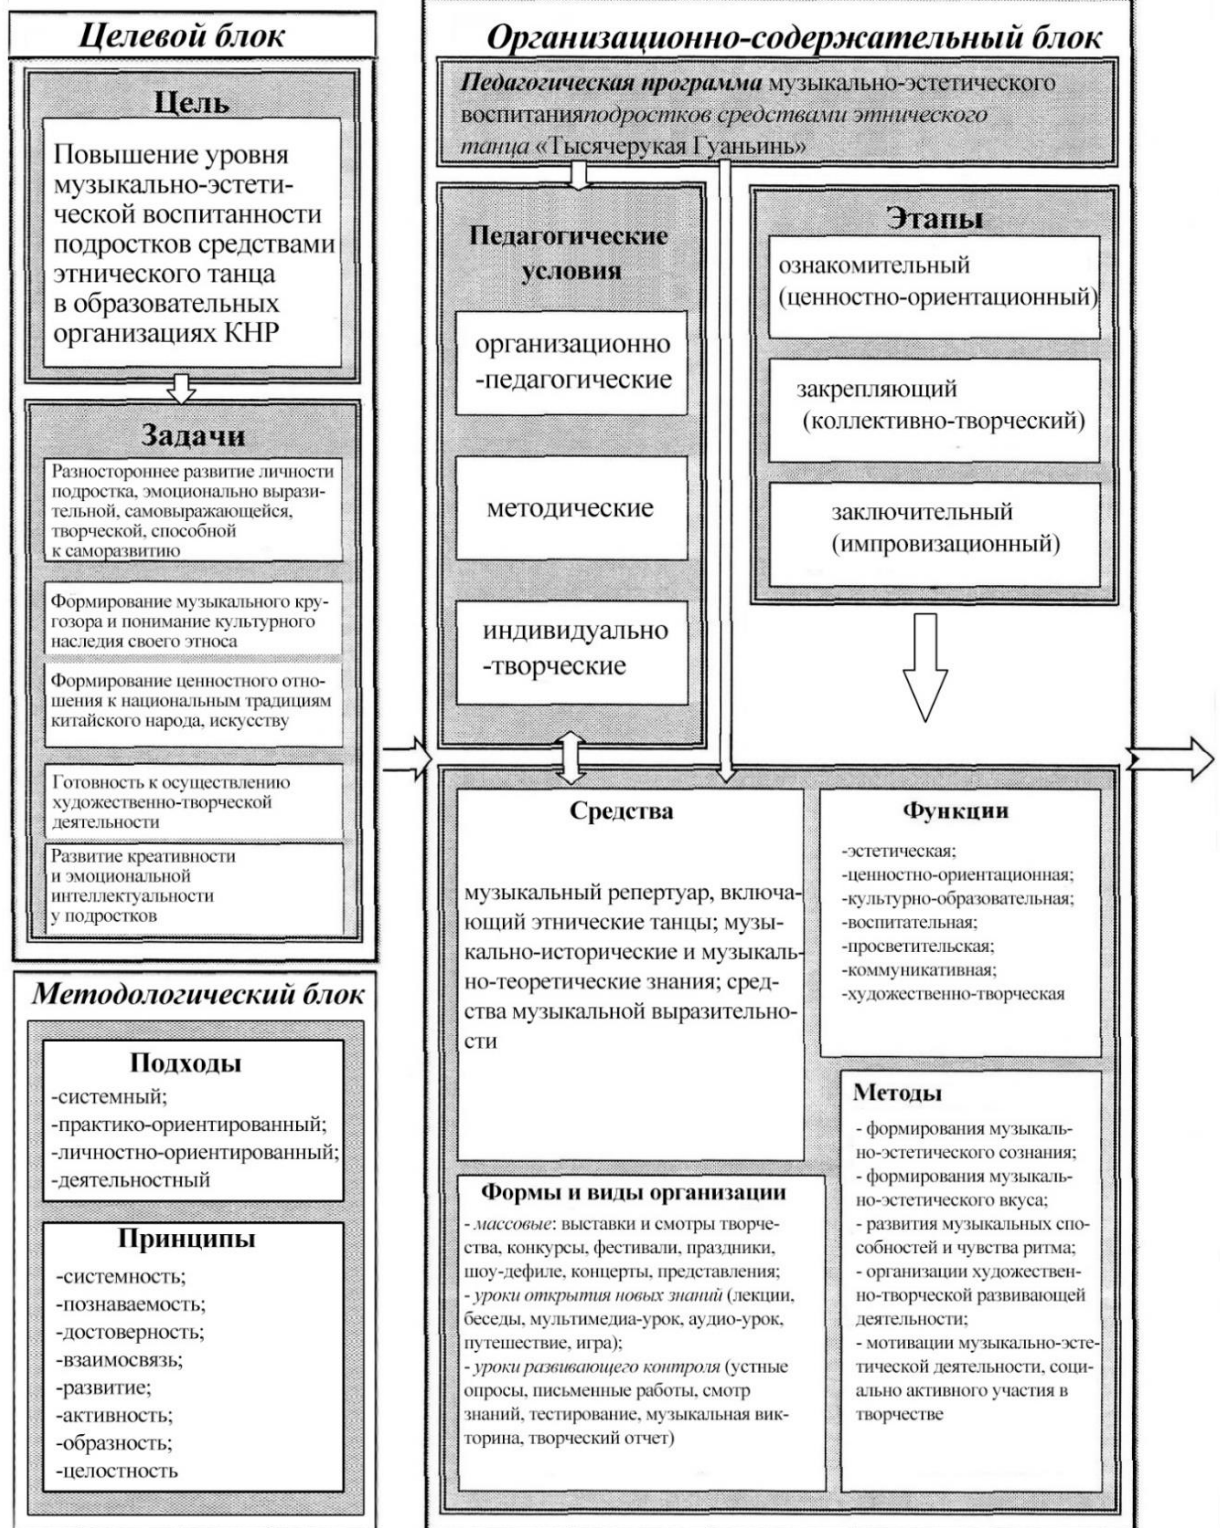 Целевой блок
Цель
Повышение уровня
музыкально-эстети-
ческой воспитанности
подростков средствами
этнического танца
в образовательных
организациях КНР
Задачи
Разностороннее развитие личности
подростка, эмоционально вырази-
тельной, самовыражающейся,
творческой, способной
к саморазвитию
Формирование музыкального кру-
гозора и понимание культурного
наследия своего этноса
Формирование ценностного отно-
шения к национальным традициям
китайского народа, искусству
Готовность к осуществлению
художественно-творческой
деятельности
Развитие креативности
и эмоциональной
интеллектуальности
у подростков
Методологический блок
Подходы
-системный;
-практико-ориентированный;
-личностно-ориентированный;
-деятельностный
Принципы
-системность;
-познаваемость;
-достоверность;
-взаимосвязь;
-развитие;
-активность;
-образность;
-целостность
Организационно-содержательный блок
Педагогическая программа музыкально-эстетического
воспитанияподростков средствами этнического
танца «Тысячерукая Гуаньинь»
Педагогические
условия
организационно
-педагогические
методические
индивидуально
-творческие
Этапы
ознакомительный
(ценностно-ориентационный)
закрепляющий
(коллективно-творческий)
заключительный
(импровизационный)
Средства
музыкальный репертуар, включа-
ющий этнические танцы; музы-
кально-исторические и музыкаль-
но-теоретические знания; сред-
ства музыкальной выразительно-
сти
Функции
-эстетическая;
-ценностно-ориентационная;
-культурно-образовательная;
-воспитательная;
-просветительская;
-коммуникативная;
-художественно-творческая
Формы и виды организации
- массовые: выставки и смотры творче-
ства, конкурсы, фестивали, праздники,
шоу-дефиле, концерты, представления;
- уроки открытия новых знаний (лекции,
беседы, мультимедиа-урок, аудио-урок,
путешествие, игра);
- уроки развивающего контроля (устные
опросы, письменные работы, смотр
знаний, тестирование, музыкальная вик-
торина, творческий отчет)
Методы
- формирования музыкаль-
но-эстетического сознания;
- формирования музыкаль-
но-эстетического вкуса;
- развития музыкальных спо-
собностей и чувства ритма;
- организации художествен-
но-творческой развивающей
деятельности;
- мотивации музыкально-эсте-
тической деятельности, соци-
ально активного участия в
творчестве